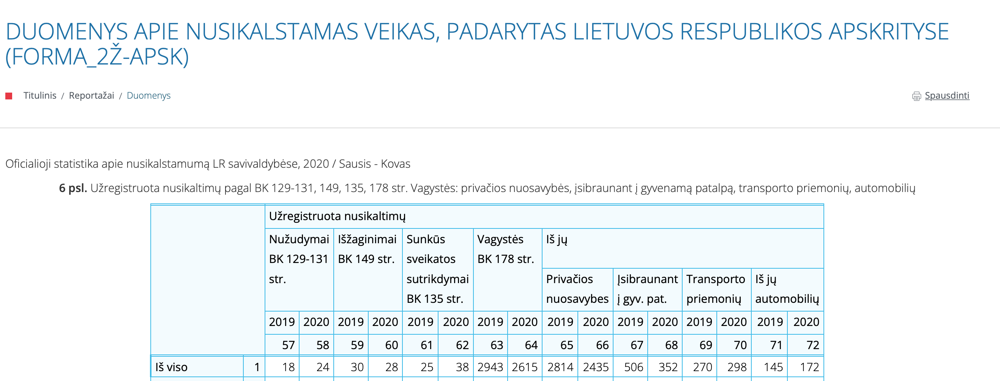 DUOMENYS APIE NUSIKALSTAMAS VEIKAS, PADARYTAS LIETUVOS RESPUBLIKOS APSKRITYSE
(FORMA_2Ž-APSK)
Titulinis / Reportažai / Duomenys
Spausdinti
Oficialioji statistika apie nusikalstamumą LR savivaldybėse, 2020 / Sausis - Kovas
6 psl. Užregistruota nusikaltimų pagal BK 129-131, 149, 135, 178 str. Vagystės: privačios nuosavybės, įsibraunant į gyvenamą patalpą, transporto priemonių, automobilių
Užregistruota nusikaltimų
Nužudymai
BK 129-131
str.
Išžaginimai
BK 149 str.
Sunkūs
sveikatos
sutrikdymai
BK 135 str.
Vagystės
BK 178 str.
Iš jų
Privačios
nuosavybes
Įsibraunant
į gyv. pat.
Transporto
priemonių
Iš jų
automobilių
2019 2020 2019 2020 2019 2020 2019 2020 2019 2020 2019 2020 2019 2020 2019 2020
57 58 59 60 61 62 63 64 65 66 67 68 69 70 71 72
Iš viso 1 18 24 30 28 25 38 2943 2615 2814 2435 506 352 270 298 145 172